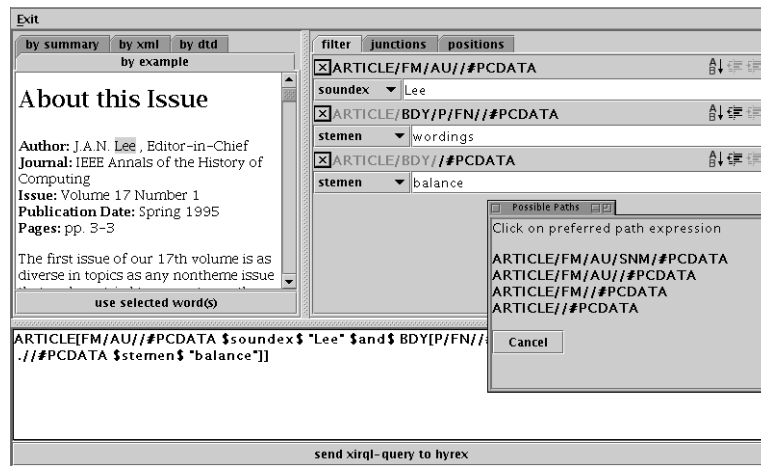 Exit
by summary by xml by dtd
by example
About this Issue
Author: J.A.N. Lee , Editor-in-Chief
Journal: IEEE Annals of the History of
Computing
Issue: Volume 17 Number 1
Publication Date: Spring 1995
Pages: pp. 3-3
The first issue of our 17th volume is as
diverse in topics as any nontheme issue
use selected word(s)
filter junctions positions
ARTICLE/FM/AU//#PCDATA
soundex Lee
ARTICLE/BDY/P/FN//#PCDATA
stemen wordings
ARTICLE/BDY//#PCDATA
stemen balance
Possible Paths
Click on preferred path expression
ARTICLE/FM/AU/SNM/#PCDATA
ARTICLE/FM/AU//#PCDATA
ARTICLE/FM//#PCDATA
ARTICLE//#PCDATA
Cancel
ARTICLE[FM/AU//#PCDATA $soundex$ "Lee" $and$ BDY[P/FN//
.//#PCDATA $stemen$ "balance"]]
send xirql-query to hyrex